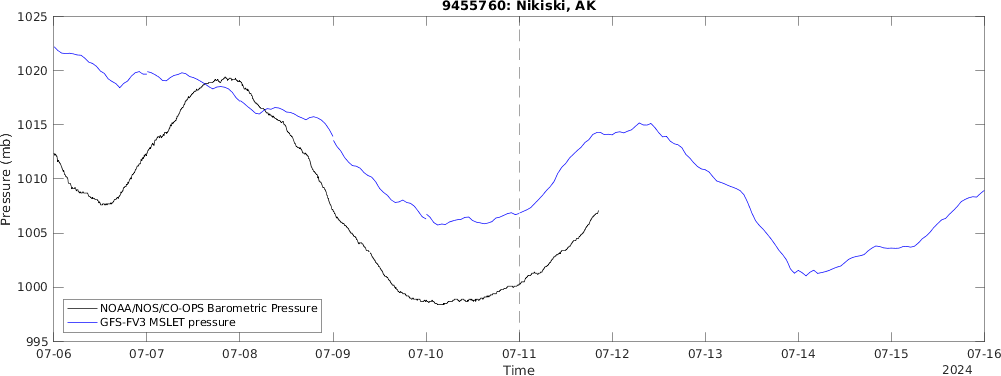 9455760: Nikiski, AK
1025
1020
1015
1010
1005
1000
995
Pressure (mb)
NOAA/NOS/CO-OPS Barometric Pressure
GFS-FV3 MSLET pressure
07-06 07-07 07-08 07-09 07-10 07-11 07-12 07-13 07-14 07-15 07-16
Time
2024